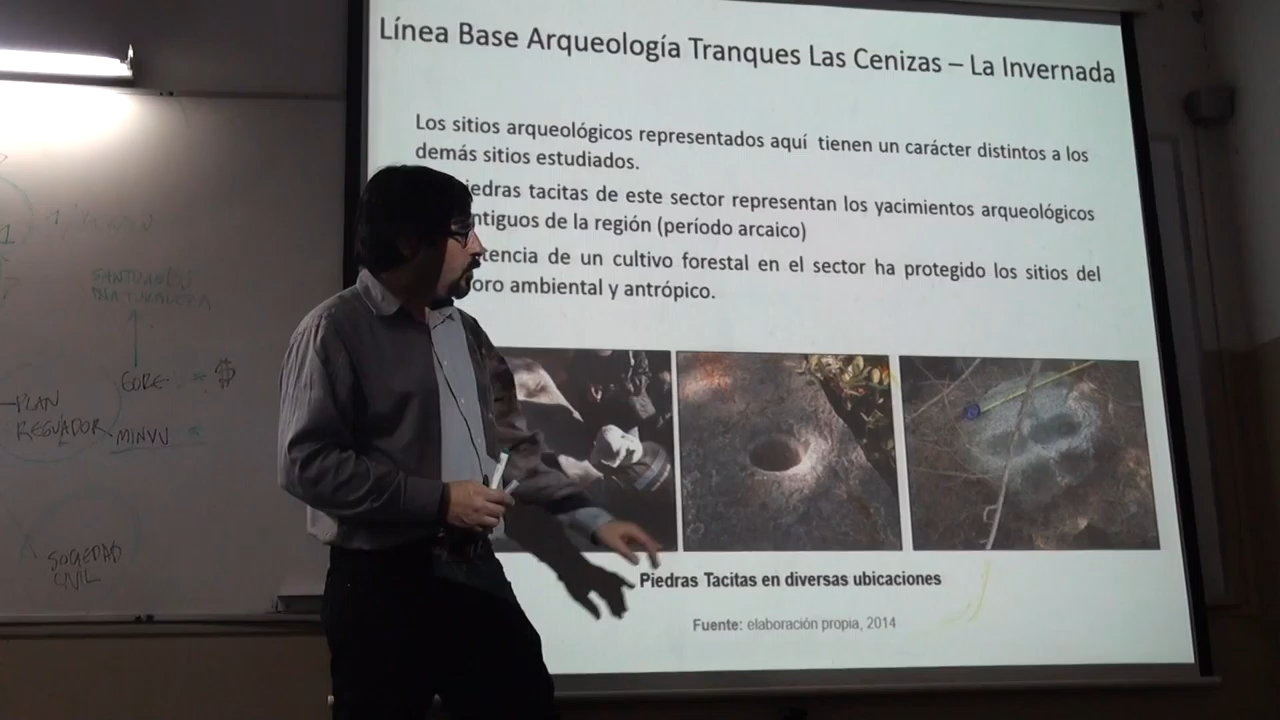 Línea Base Arqueología Tranques Las Cenizas – La Invernada
Los sitios arqueológicos representados aquí tienen un carácter distintos a los
demás sitios estudiados.
iedras tacitas de este sector representan los yacimientos arqueológicos
ntiguos de la región (período arcaico)
tencia de un cultivo forestal en el sector ha protegido los sitios del
oro ambiental y antrópico.
Piedras Tacitas en diversas ubicaciones
Fuente: elaboración propia, 2014
GORE
$
PLAN
REGULADOR
MINVU
SOCIEDAD
CIVIL